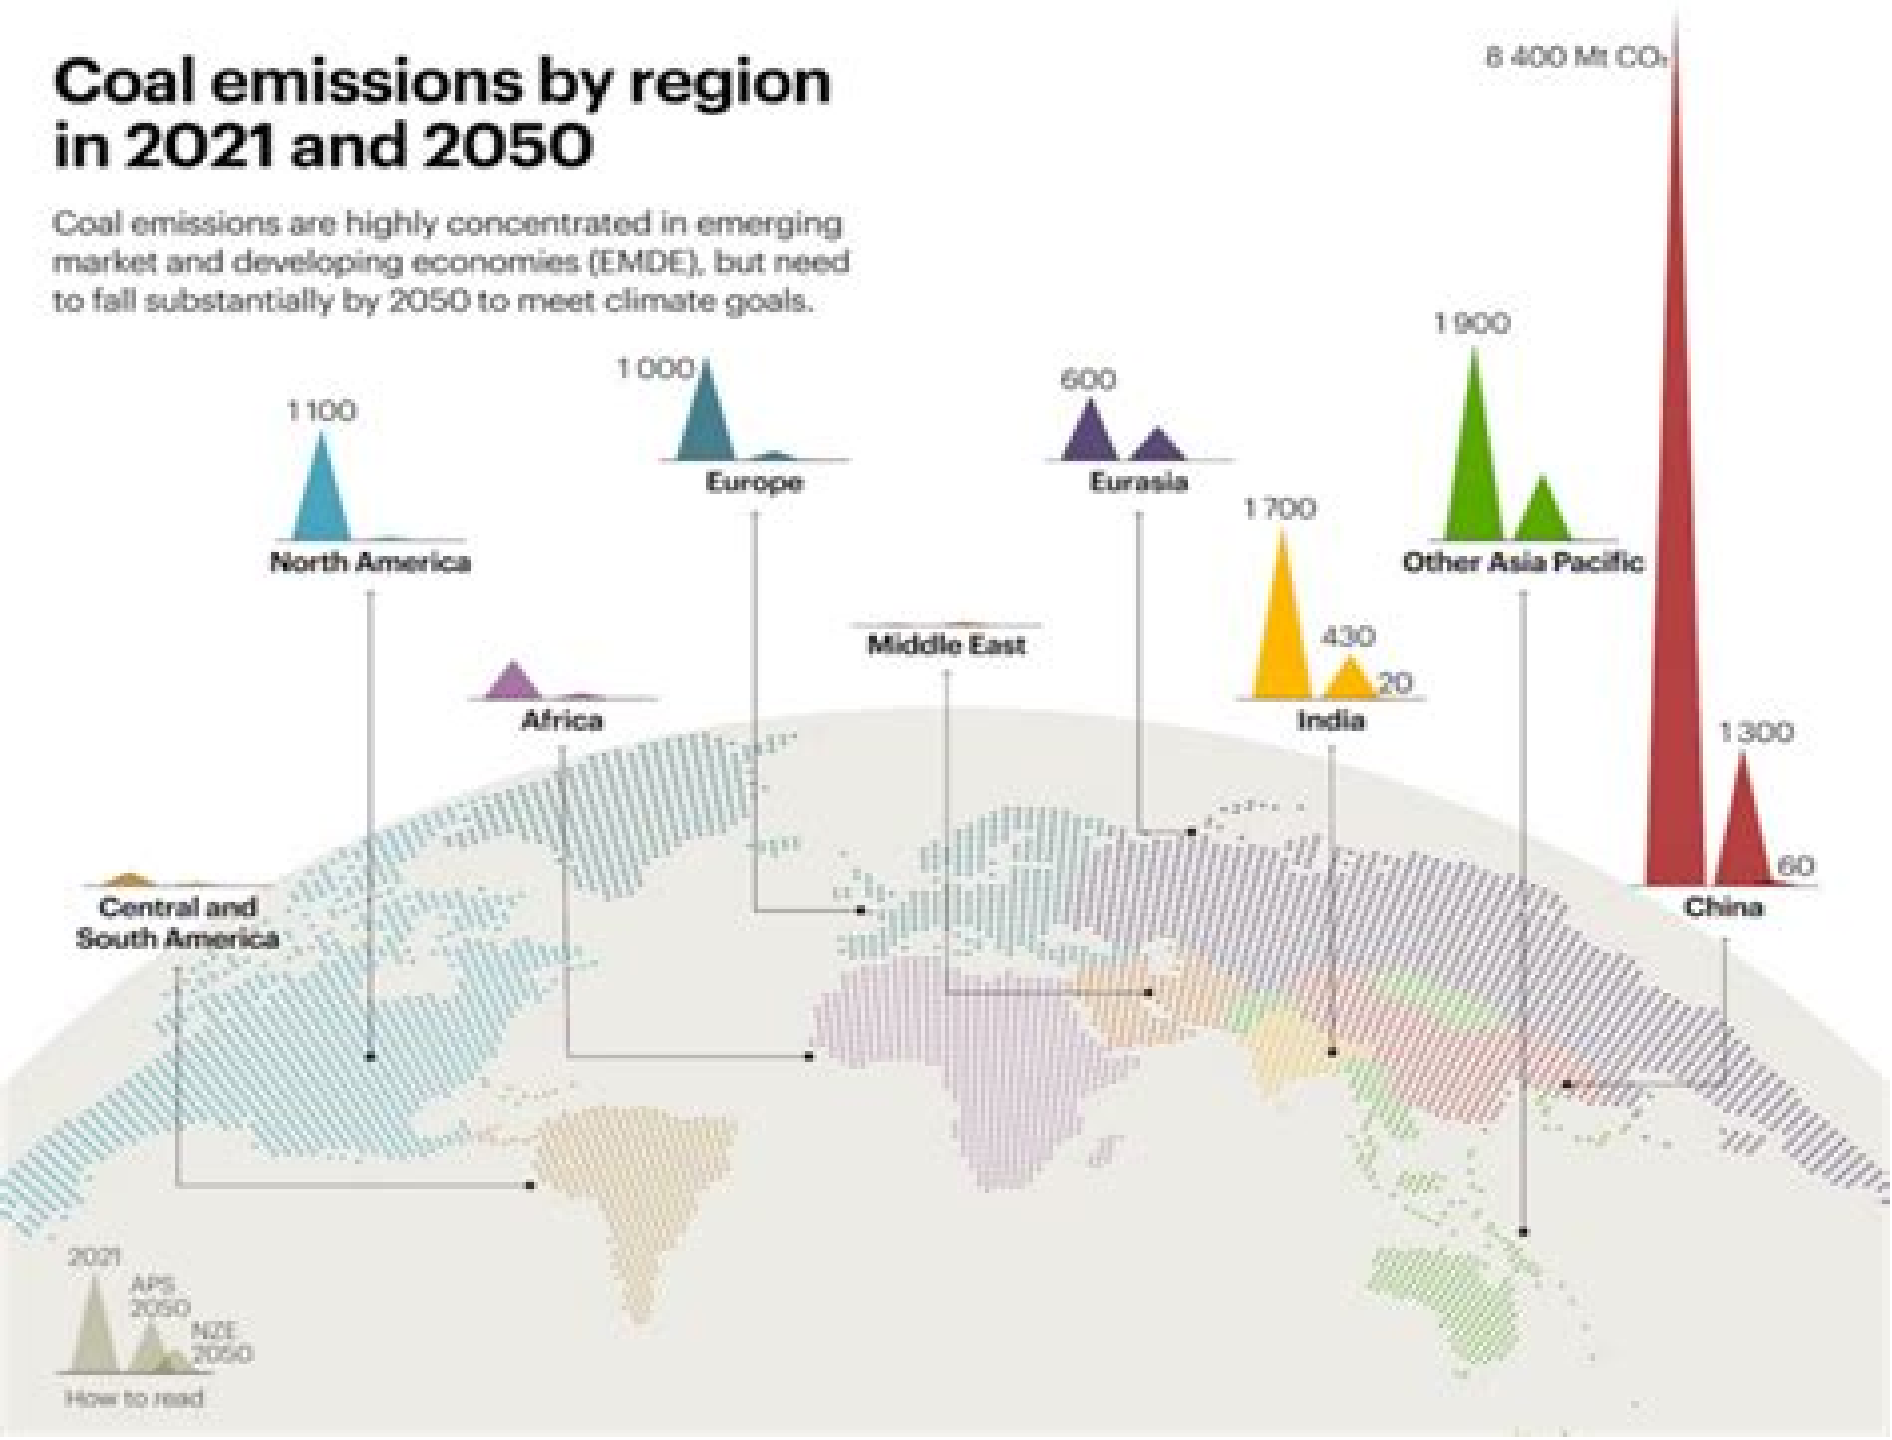 Coal emissions by region
in 2021 and 2050
Coal emissions are highly concentrated in emerging
market and developing economies (EMDE), but need
to fall substantially by 2050 to meet climate goals.
8 400 Mt CO₂
1 900
1 000
600
1 100
Europe
Eurasia
1 700
North America
Other Asia Pacific
430
Middle East
20
Africa
India
1 300
60
Central and
South America
China
2021
APS
2050
NZE
2050
How to read